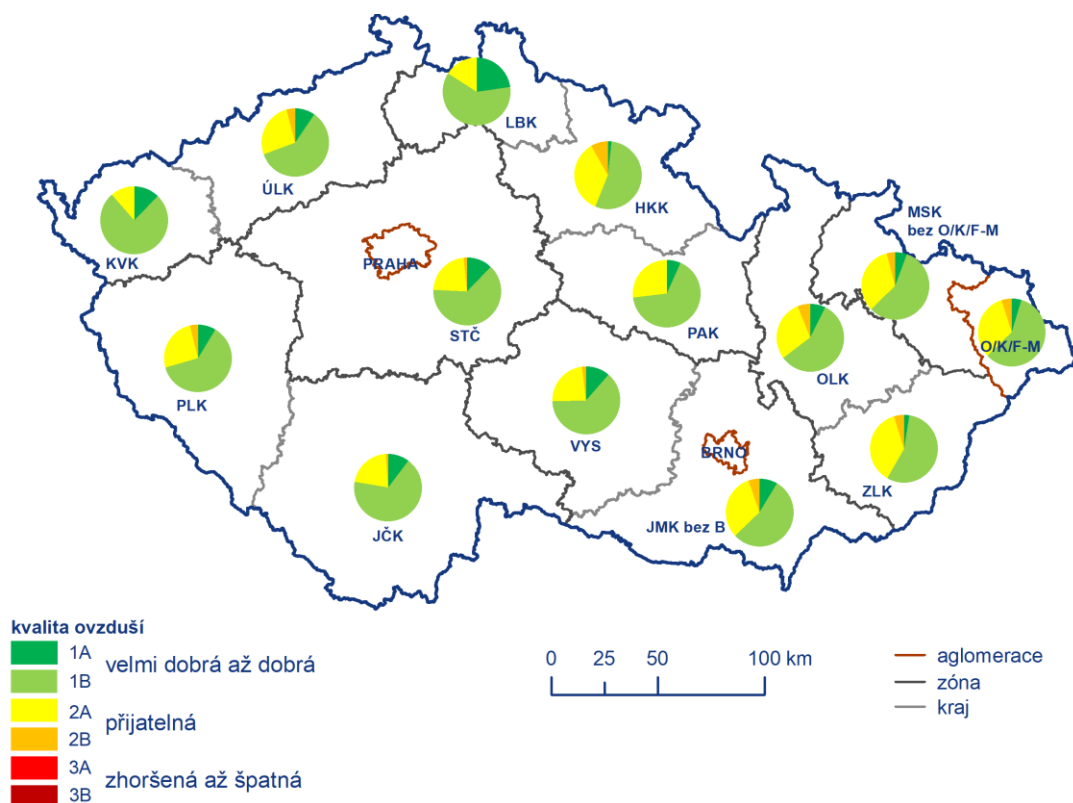 LBK
ÚLK
HKK
MSK
bez O/K/F-M
KVK
PRAHA
STČ
PAK
O/K/F-M
OLK
PLK
VYS
BRNO
ZLK
JČK
JMK bez B
kvalita ovzduší
1A
velmi dobrá až dobrá
1B
2A
přijatelná
2B
3A
zhoršená až špatná
3B
0 25 50 100 km
aglomerace
zóna
kraj